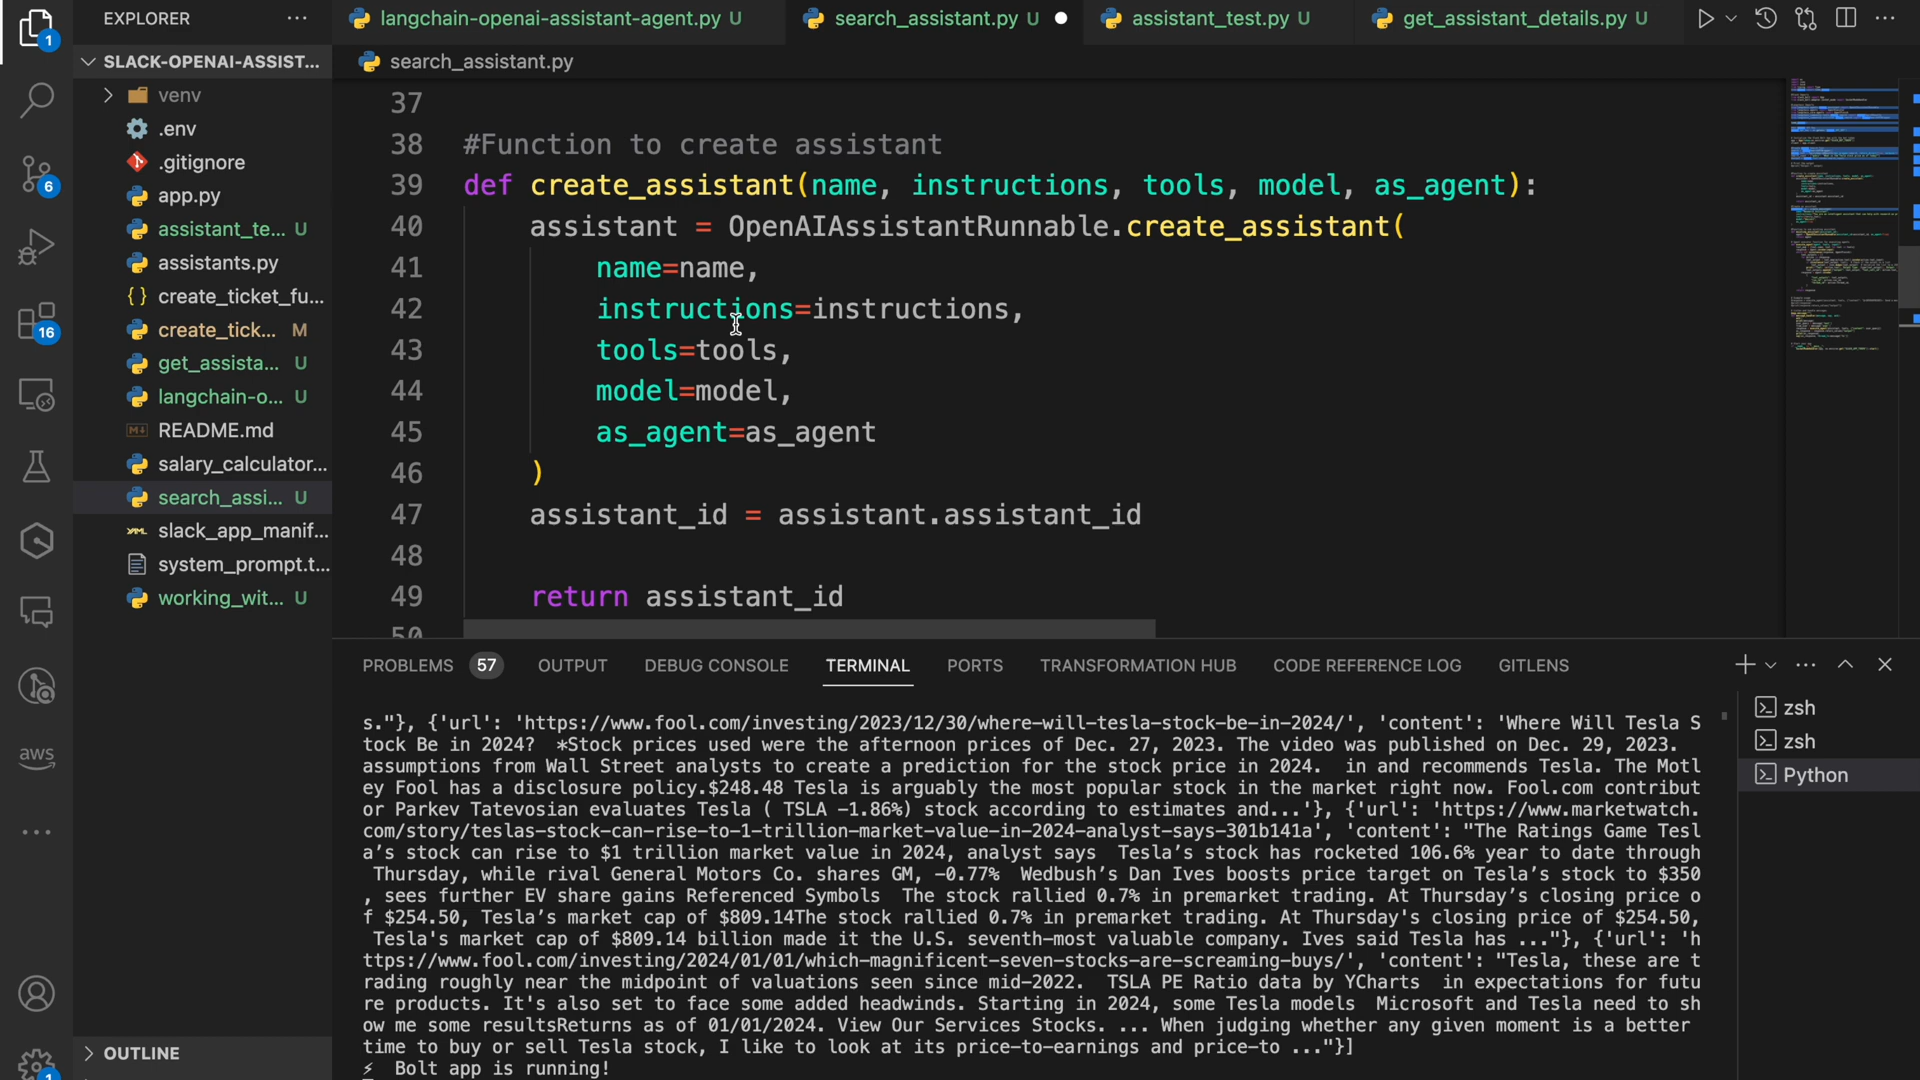 EXPLORER
SLACK-OPENAI-ASSIST...
venv
.env
.gitignore
app.py
assistant_te... U
assistants.py
create_ticket_fu...
create_tick... M
get_assista... U
langchain-o... U
README.md
salary_calculator...
search_assi... U
slack_app_manif...
system_prompt.t...
working_wit... U
OUTLINE
1
6
16
aws
1
langchain-openai-assistant-agent.py U
search_assistant.py U
assistant_test.py U
get_assistant_details.py U
search_assistant.py
37
38 #Function to create assistant
39 def create_assistant(name, instructions, tools, model, as_agent):
40 assistant = OpenAIAssistantRunnable.create_assistant(
41 name=name,
42 instructions=instructions,
43 tools=tools,
44 model=model,
45 as_agent=as_agent
46 )
47 assistant_id = assistant.assistant_id
48
49 return assistant_id
50
PROBLEMS 57 OUTPUT DEBUG CONSOLE TERMINAL PORTS TRANSFORMATION HUB CODE REFERENCE LOG GITLENS
s."}, {'url': 'https://www.fool.com/investing/2023/12/30/where-will-tesla-stock-be-in-2024/', 'content': 'Where Will Tesla S
tock Be in 2024?  *Stock prices used were the afternoon prices of Dec. 27, 2023. The video was published on Dec. 29, 2023.
assumptions from Wall Street analysts to create a prediction for the stock price in 2024.  in and recommends Tesla. The Motl
ey Fool has a disclosure policy.$248.48 Tesla is arguably the most popular stock in the market right now. Fool.com contribut
or Parkev Tatevosian evaluates Tesla ( TSLA -1.86%) stock according to estimates and...'}, {'url': 'https://www.marketwatch.
com/story/teslas-stock-can-rise-to-1-trillion-market-value-in-2024-analyst-says-301b141a', 'content': "The Ratings Game Tesl
a’s stock can rise to $1 trillion market value in 2024, analyst says  Tesla’s stock has rocketed 106.6% year to date through
Thursday, while rival General Motors Co. shares GM, -0.77%  Wedbush’s Dan Ives boosts price target on Tesla’s stock to $350
, sees further EV share gains Referenced Symbols  The stock rallied 0.7% in premarket trading. At Thursday’s closing price o
f $254.50, Tesla’s market cap of $809.14The stock rallied 0.7% in premarket trading. At Thursday's closing price of $254.50,
Tesla's market cap of $809.14 billion made it the U.S. seventh-most valuable company. Ives said Tesla has ..."}, {'url': 'h
ttps://www.fool.com/investing/2024/01/01/which-magnificent-seven-stocks-are-screaming-buys/', 'content': "Tesla, these are t
rading roughly near the midpoint of valuations seen since mid-2022.  TSLA PE Ratio data by YCharts  in expectations for futu
re products. It's also set to face some added headwinds. Starting in 2024, some Tesla models  Microsoft and Tesla need to sh
ow me some resultsReturns as of 01/01/2024. View Our Services Stocks. ... When judging whether any given moment is a better
time to buy or sell Tesla stock, I like to look at its price-to-earnings and price-to ..."}]
⚡ Bolt app is running!
zsh
zsh
Python